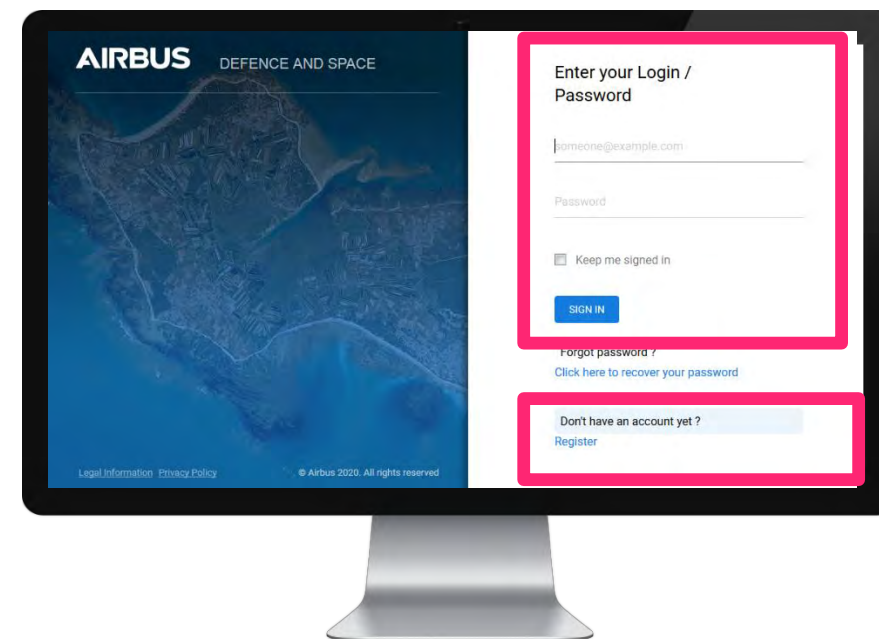 AIRBUS DEFENCE AND SPACE
Enter your Login /
Password
someone@example.com
Password
Keep me signed in
SIGN IN
Forgot password ?
Click here to recover your password
Don't have an account yet ?
Register
Legal Information Privacy Policy © Airbus 2020. All rights reserved